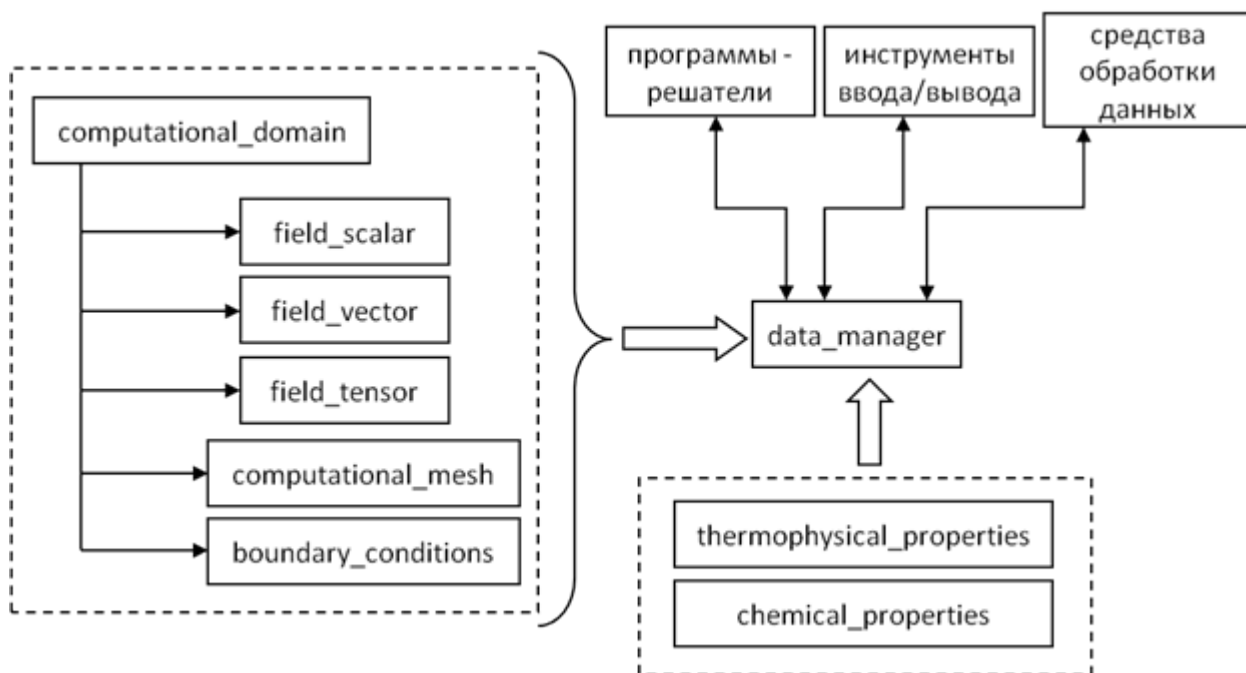 computational_domain
field_scalar
field_vector
field_tensor
computational_mesh
boundary_conditions
программы -
решатели
инструменты
ввода/вывода
средства
обработки
данных
data_manager
thermophysical_properties
chemical_properties